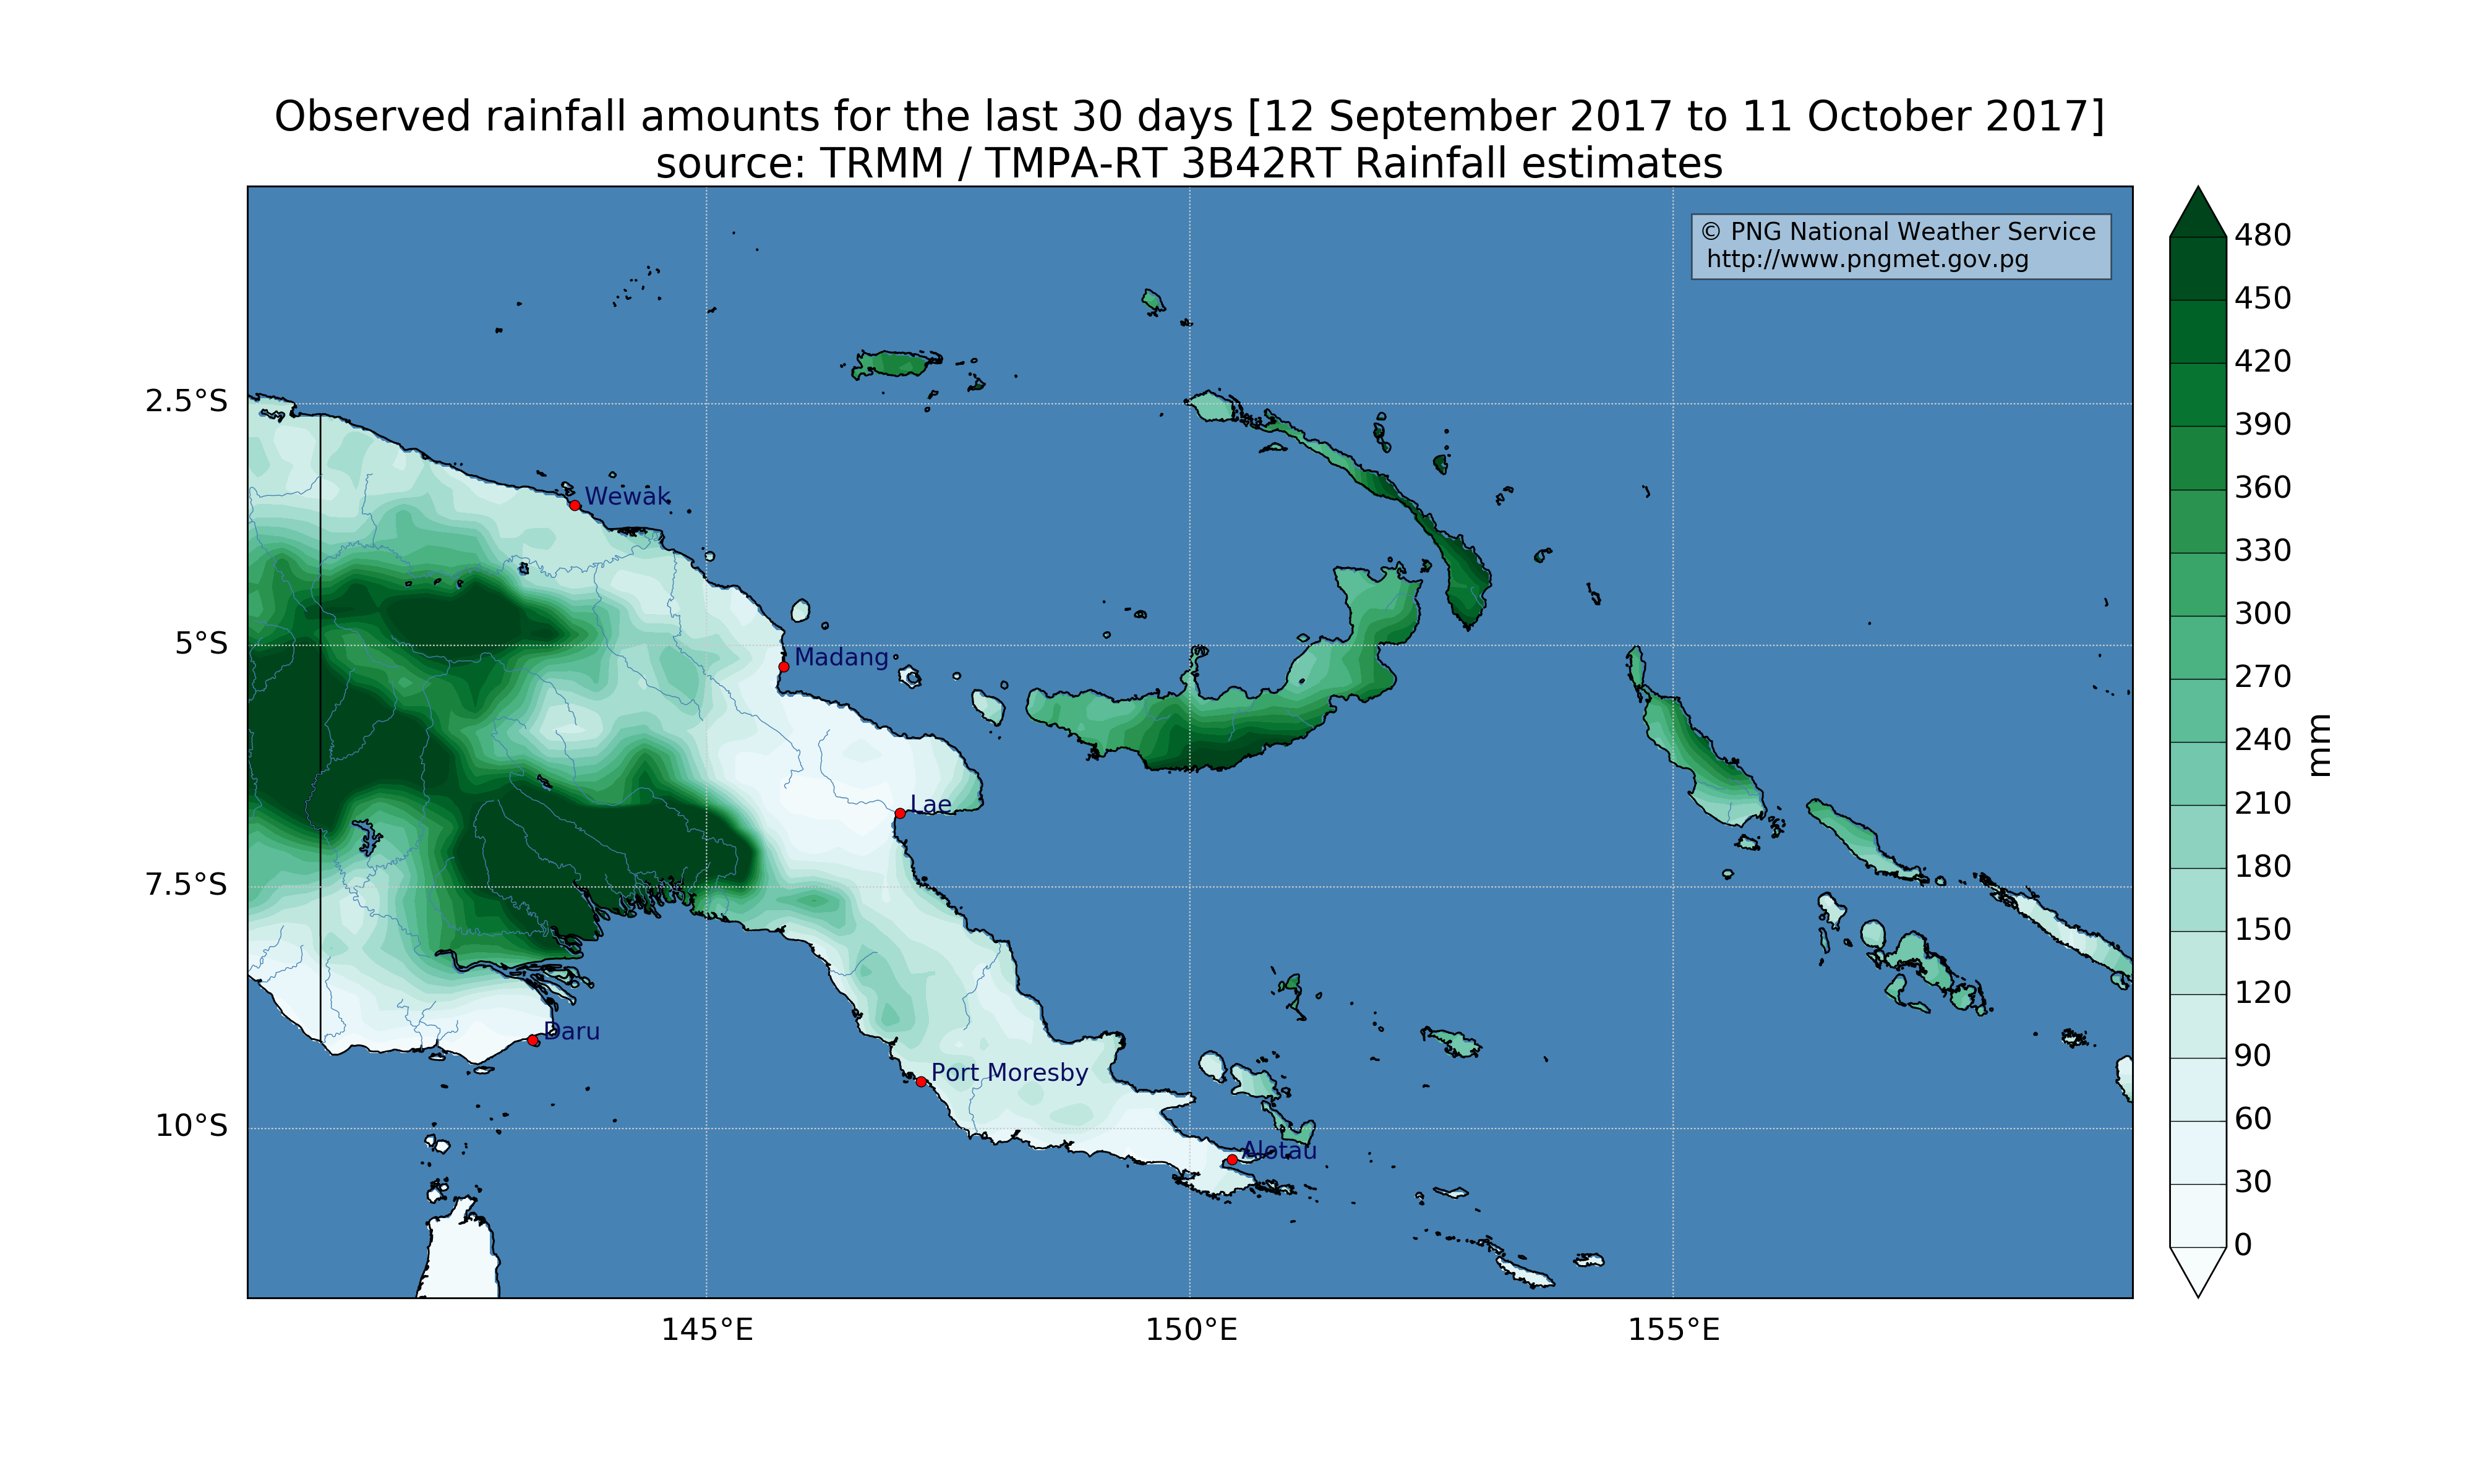 Observed rainfall amounts for the last 30 days [12 September 2017 to 11 October 2017]
source: TRMM / TMPA-RT 3B42RT Rainfall estimates
© PNG National Weather Service
http://www.pngmet.gov.pg
2.5°S
5°S
7.5°S
10°S
Wewak
Madang
Lae
Daru
Port Moresby
Alotau
145°E
150°E
155°E
480
450
420
390
360
330
300
270
240
210
180
150
120
90
60
30
0
mm